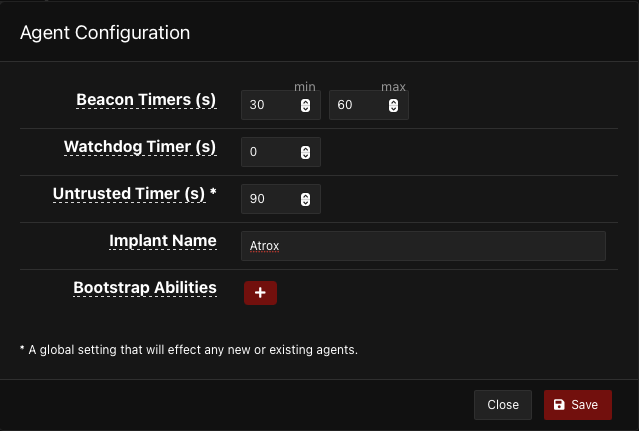 Agent Configuration
min max
Beacon Timers (s) 30 60
Watchdog Timer (s) 0
Untrusted Timer (s) * 90
Implant Name Atrox
Bootstrap Abilities +
* A global setting that will effect any new or existing agents.
Close Save